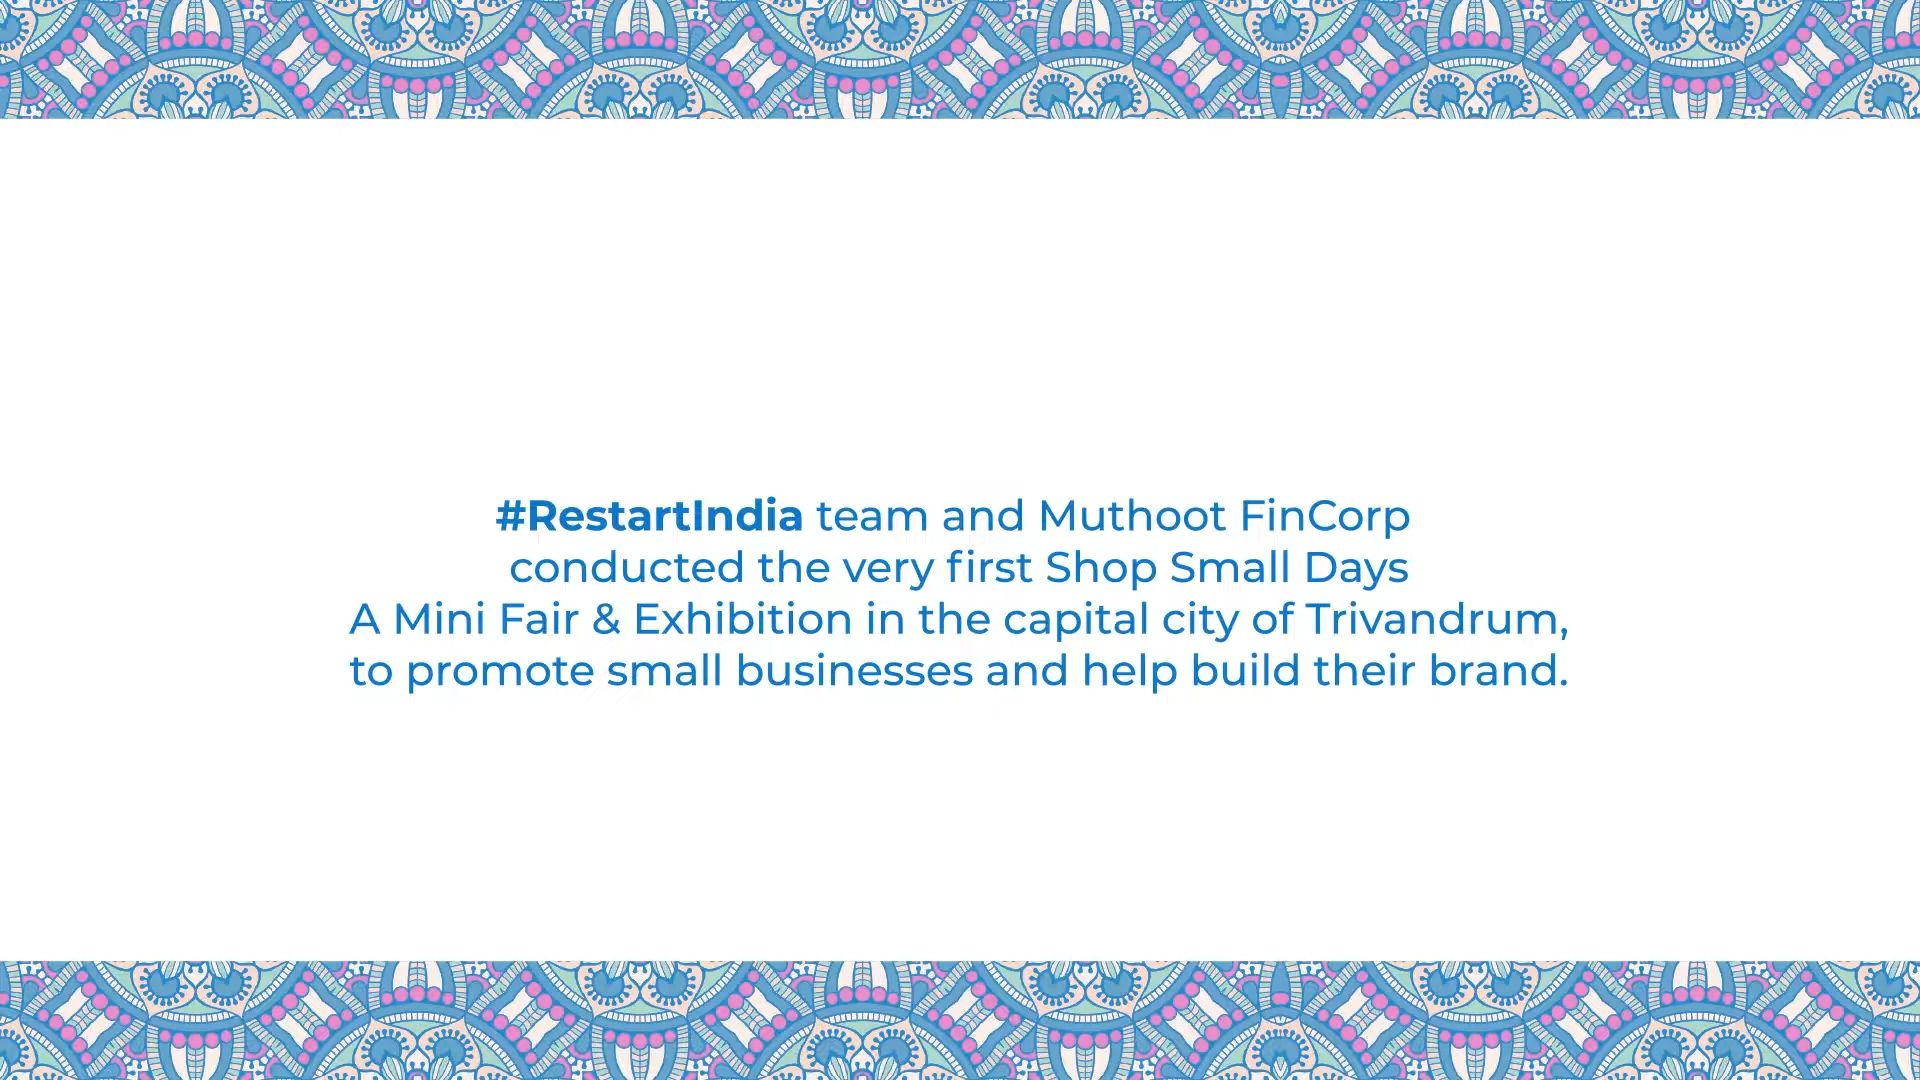 #RestartIndia team and Muthoot FinCorp
conducted the very first Shop Small Days
A Mini Fair & Exhibition in the capital city of Trivandrum,
to promote small businesses and help build their brand.